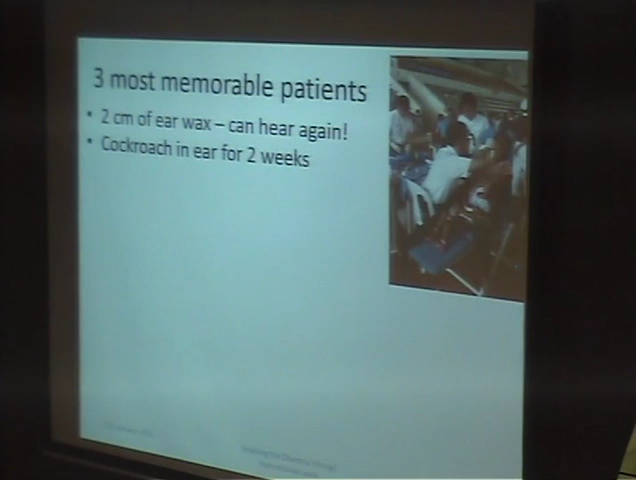 3 most memorable patients
• 2 cm of ear wax – can hear again!
• Cockroach in ear for 2 weeks